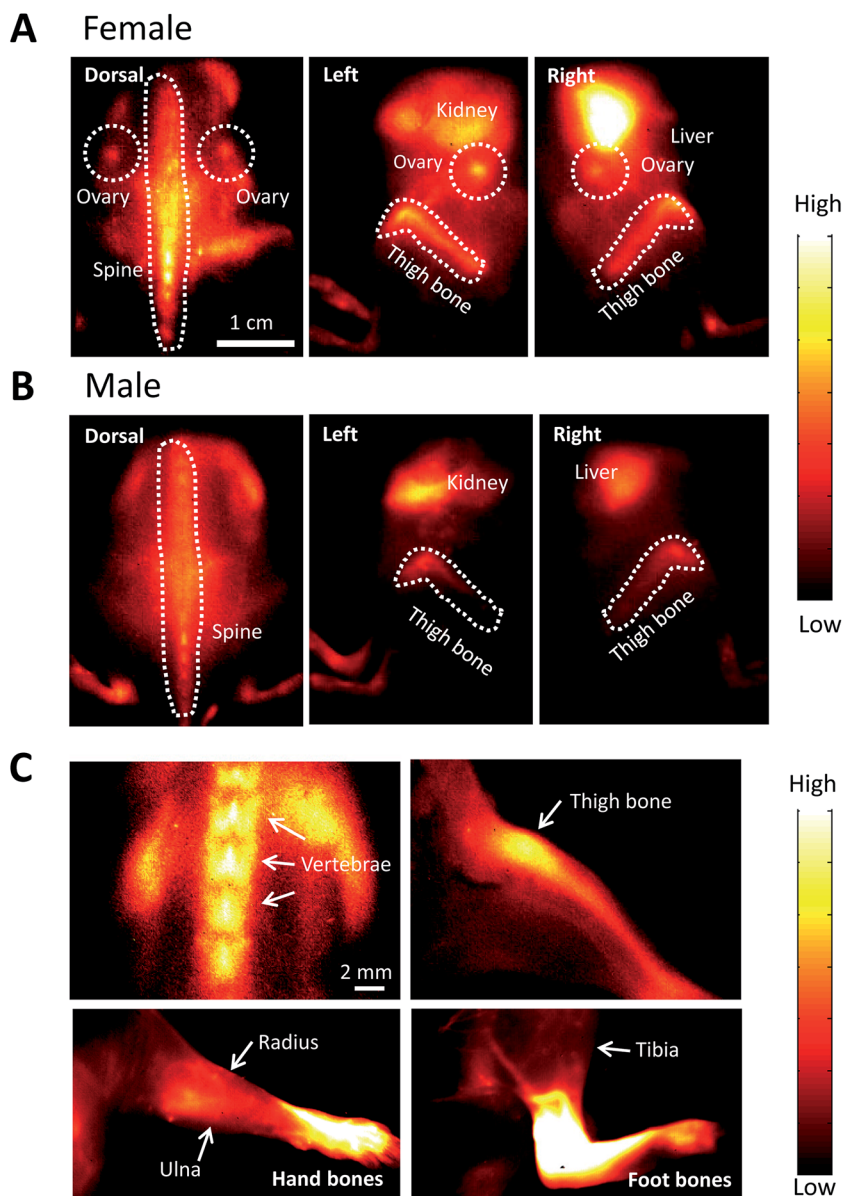 A Female
Dorsal
Ovary
Ovary
Spine
1 cm
Left
Kidney
Ovary
Thigh bone
Right
Liver
Ovary
Thigh bone
High
Low
B Male
Dorsal
Spine
Left
Kidney
Thigh bone
Right
Liver
Thigh bone
C
Vertebrae
2 mm
Thigh bone
Radius
Ulna
Hand bones
Tibia
Foot bones
High
Low